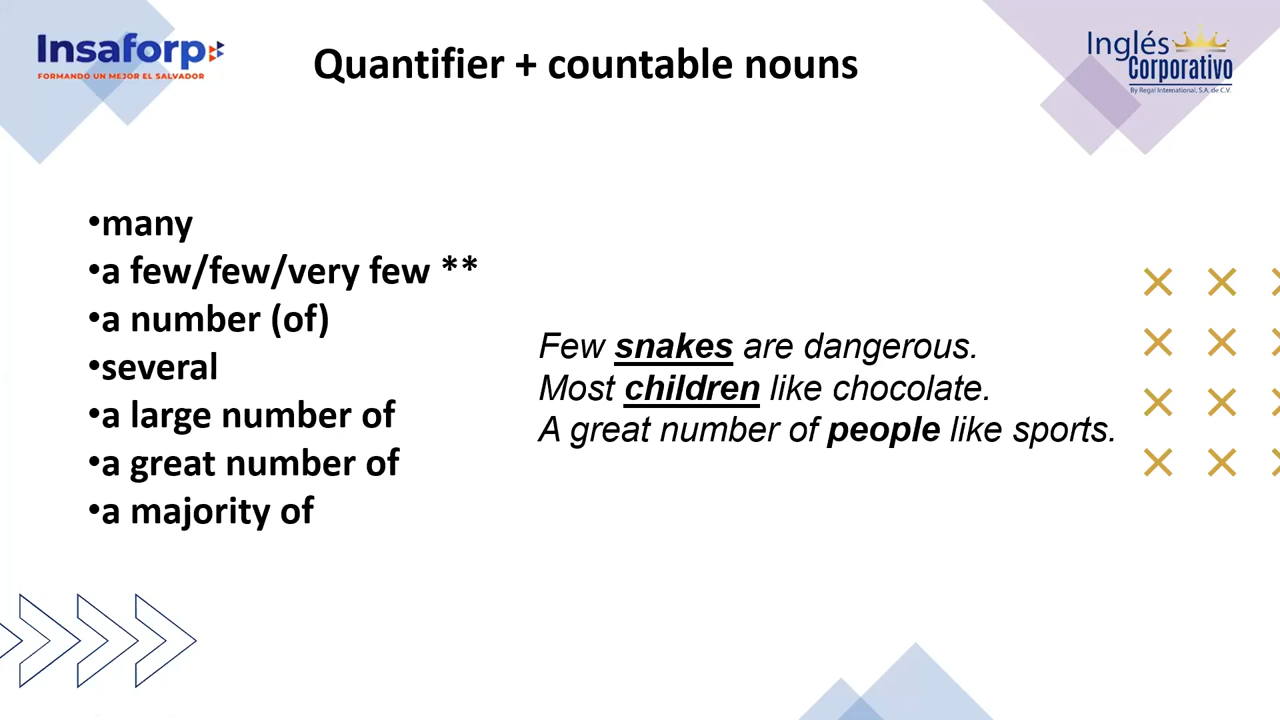 Insaforp
FORMANDO UN MEJOR EL SALVADOR
Quantifier + countable nouns
Inglés
Corporativo
By Regal International, S.A. de C.V.
•many
•a few/few/very few **
•a number (of)
•several
•a large number of
•a great number of
•a majority of
Few snakes are dangerous.
Most children like chocolate.
A great number of people like sports.